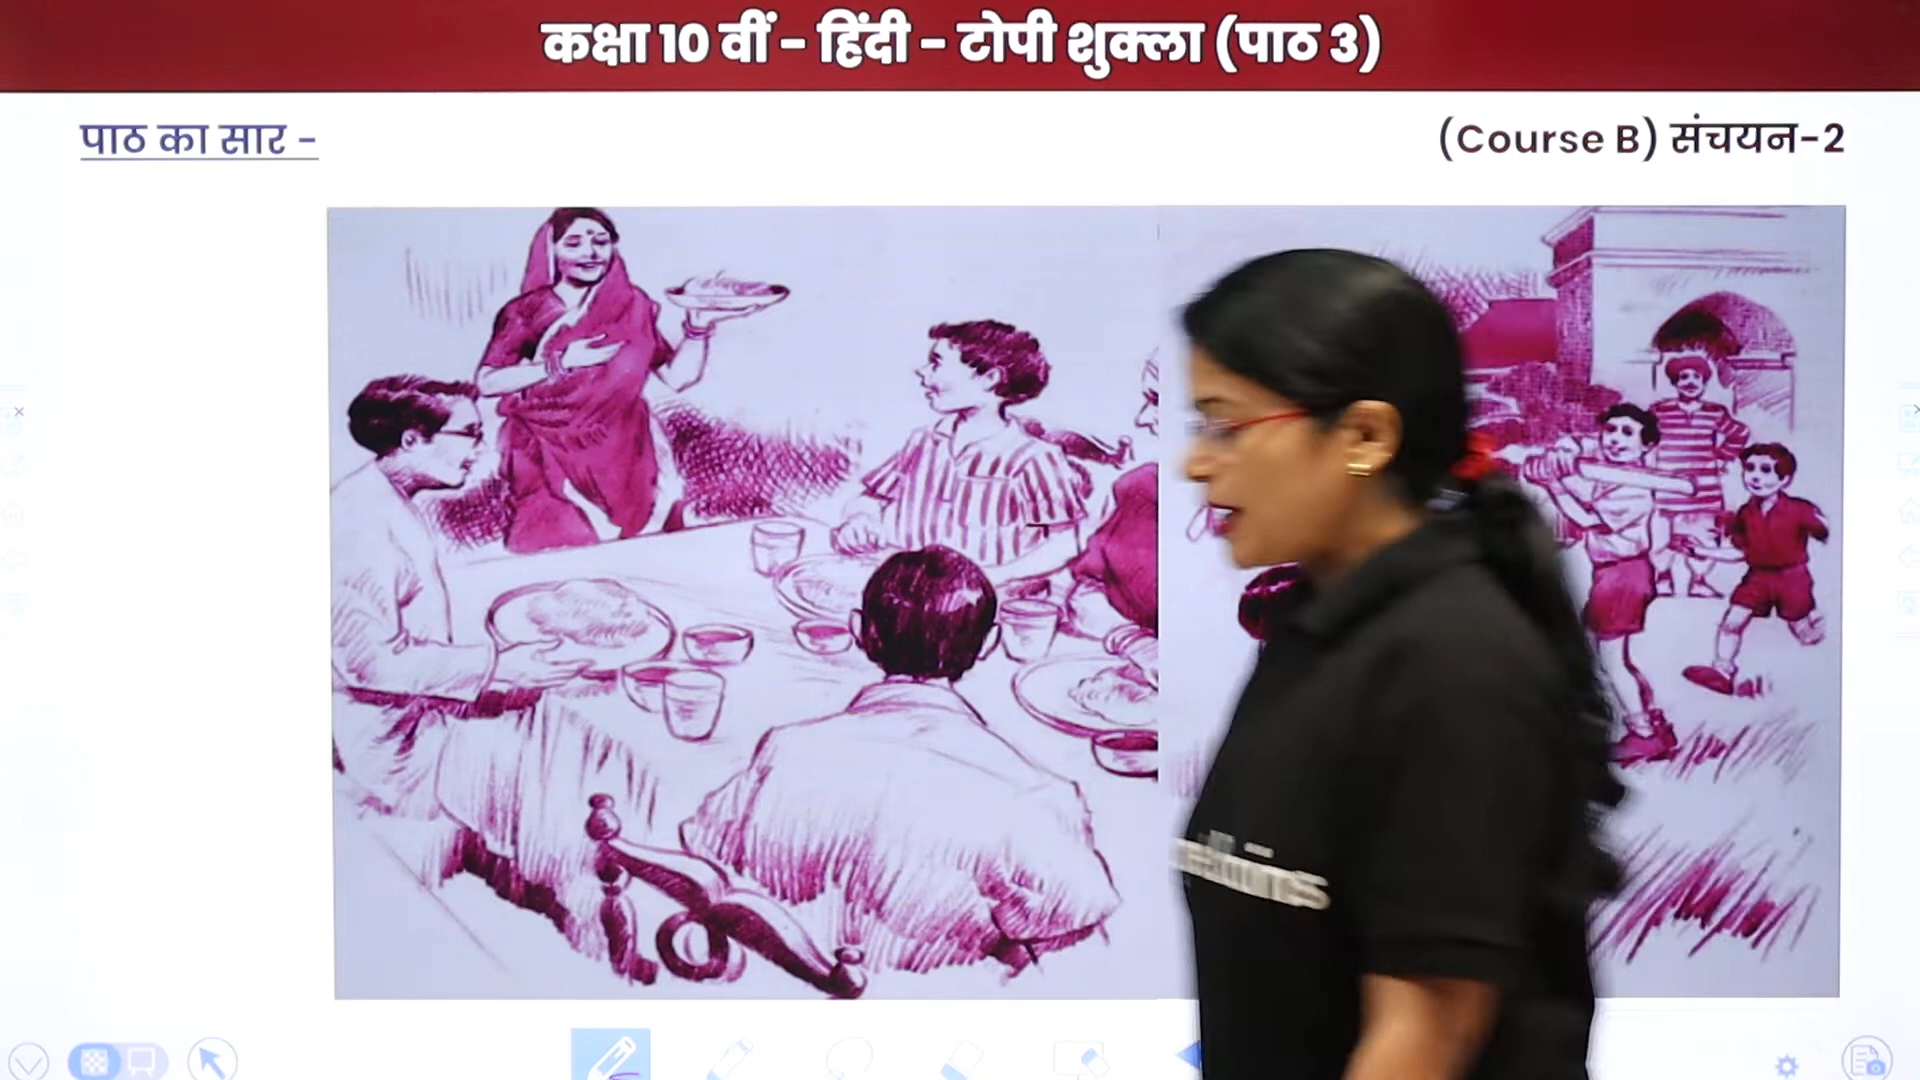 कक्षा 10 वीं - हिंदी - टोपी शुक्ला (पाठ 3)
पाठ का सार -
(Course B) संचयन-2